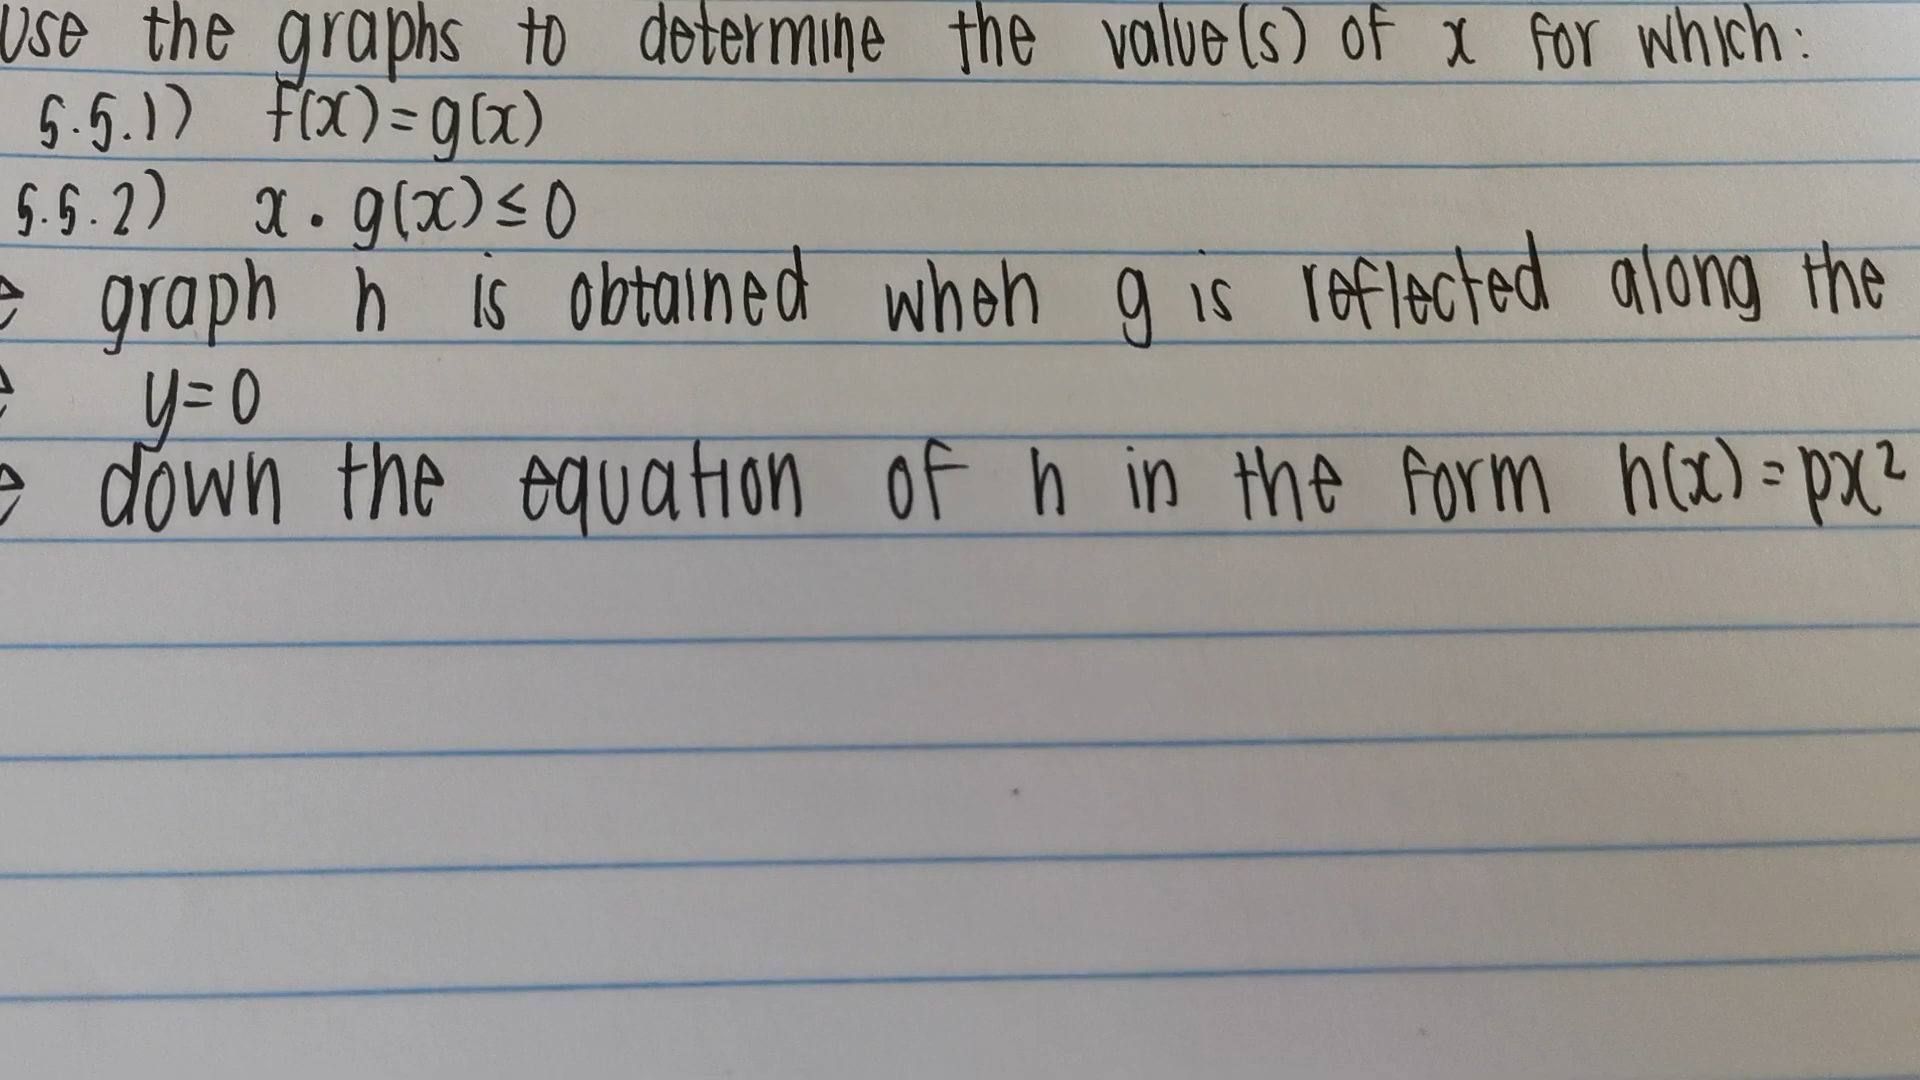 Use the graphs to determine the value(s) of x for which:
5.5.1) f(x)=g(x)
5.5.2) x • g(x) ≤ 0
graph h is obtained when g is reflected along the
y=0
down the equation of h in the form h(x)=px²